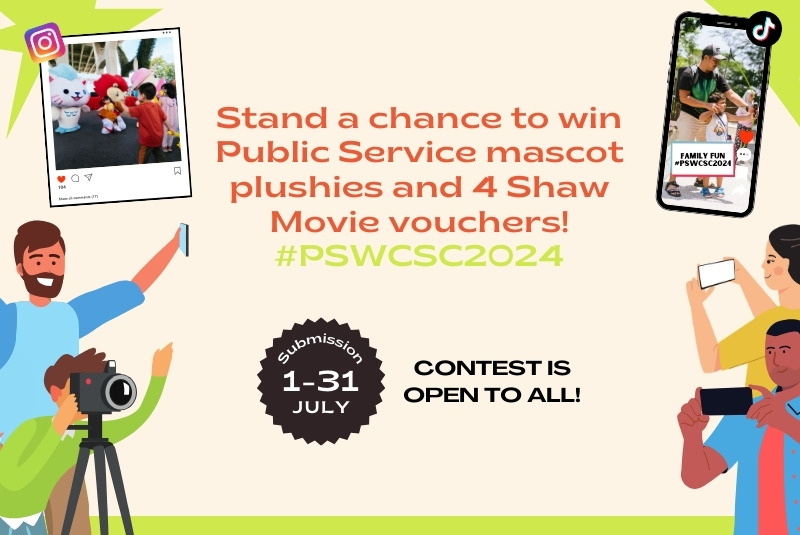 Stand a chance to win
Public Service mascot
plushies and 4 Shaw
Movie vouchers!
#PSWCSC2024
104
FAMILY FUN
#PSWCSC2024
Submission
1-31
JULY
CONTEST IS
OPEN TO ALL!